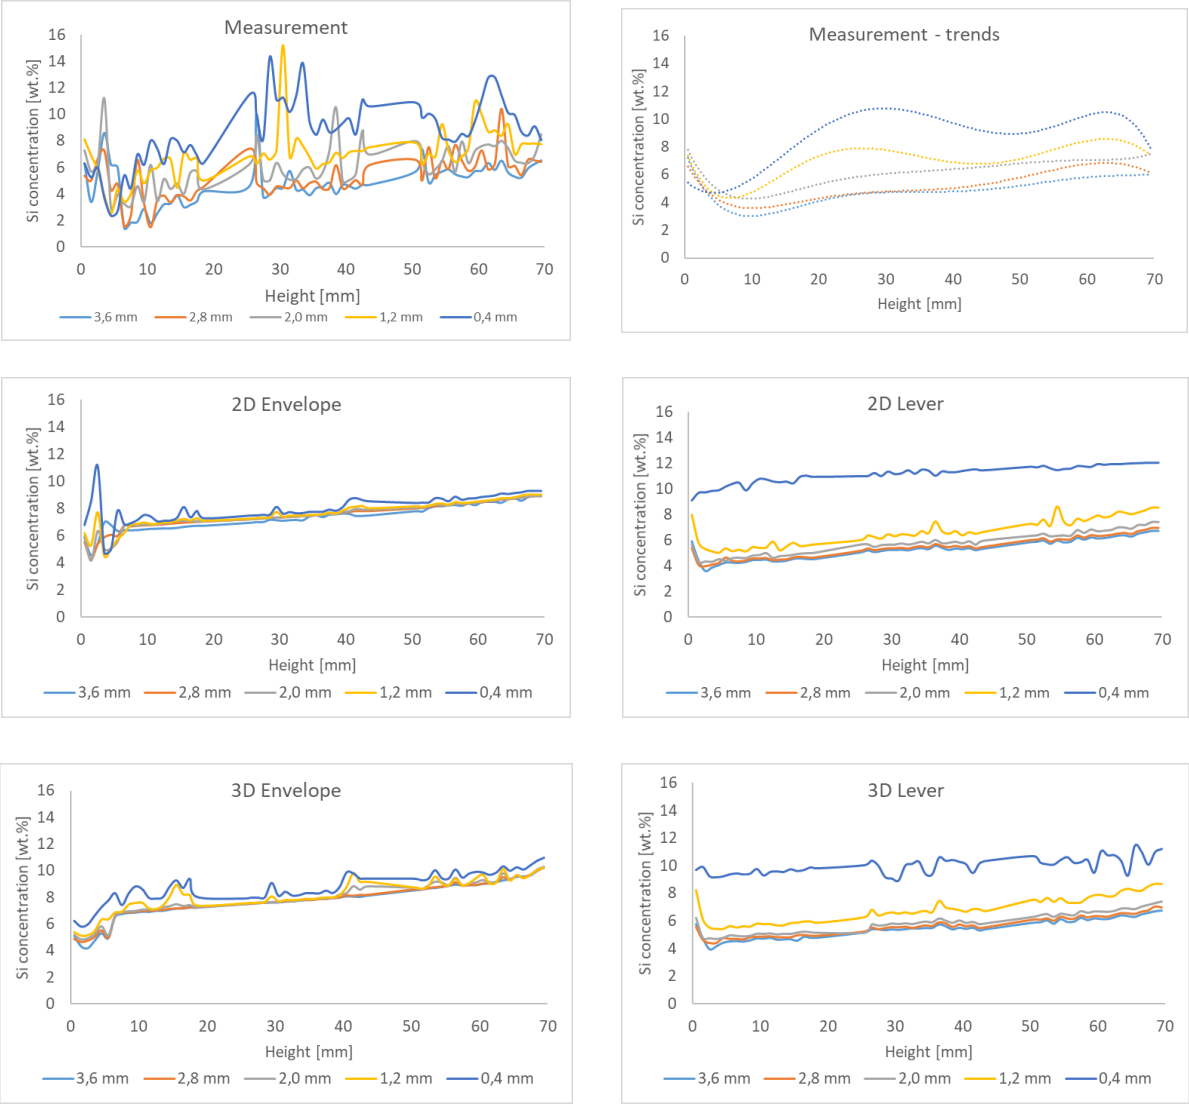 Measurement
Si concentration [wt.%]
16
14
12
10
8
6
4
2
0
0 10 20 30 40 50 60 70
Height [mm]
3,6 mm 2,8 mm 2,0 mm 1,2 mm 0,4 mm
Measurement - trends
Si concentration [wt.%]
16
14
12
10
8
6
4
2
0
0 10 20 30 40 50 60 70
Height [mm]
2D Envelope
Si concentration [wt.%]
16
14
12
10
8
6
4
2
0
0 10 20 30 40 50 60 70
Height [mm]
3,6 mm 2,8 mm 2,0 mm 1,2 mm 0,4 mm
2D Lever
Si concentration [wt.%]
16
14
12
10
8
6
4
2
0
0 10 20 30 40 50 60 70
Height [mm]
3,6 mm 2,8 mm 2,0 mm 1,2 mm 0,4 mm
3D Envelope
Si concentration [wt.%]
16
14
12
10
8
6
4
2
0
0 10 20 30 40 50 60 70
Height [mm]
3,6 mm 2,8 mm 2,0 mm 1,2 mm 0,4 mm
3D Lever
Si concentration [wt.%]
16
14
12
10
8
6
4
2
0
0 10 20 30 40 50 60 70
Height [mm]
3,6 mm 2,8 mm 2,0 mm 1,2 mm 0,4 mm